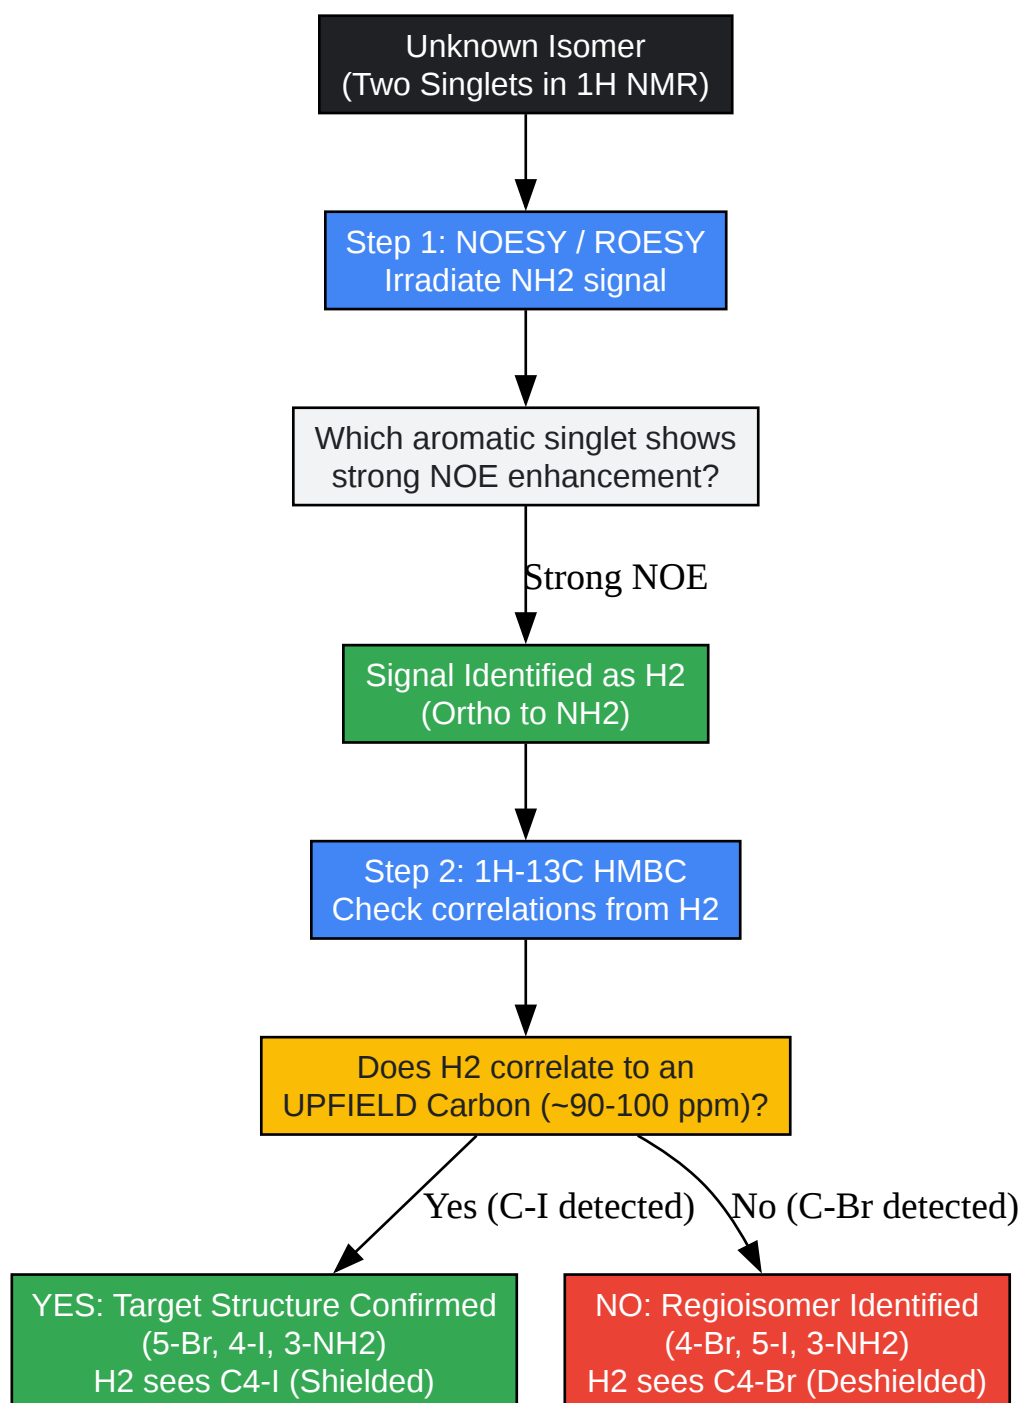 Unknown Isomer
(Two Singlets in 1H NMR)
Step 1: NOESY / ROESY
Irradiate NH2 signal
Which aromatic singlet shows
strong NOE enhancement?
Strong NOE
Signal Identified as H2
(Ortho to NH2)
Step 2: 1H-13C HMBC
Check correlations from H2
Does H2 correlate to an
UPFIELD Carbon (~90-100 ppm)?
Yes (C-I detected)
No (C-Br detected)
YES: Target Structure Confirmed
(5-Br, 4-I, 3-NH2)
H2 sees C4-I (Shielded)
NO: Regioisomer Identified
(4-Br, 5-I, 3-NH2)
H2 sees C4-Br (Deshielded)